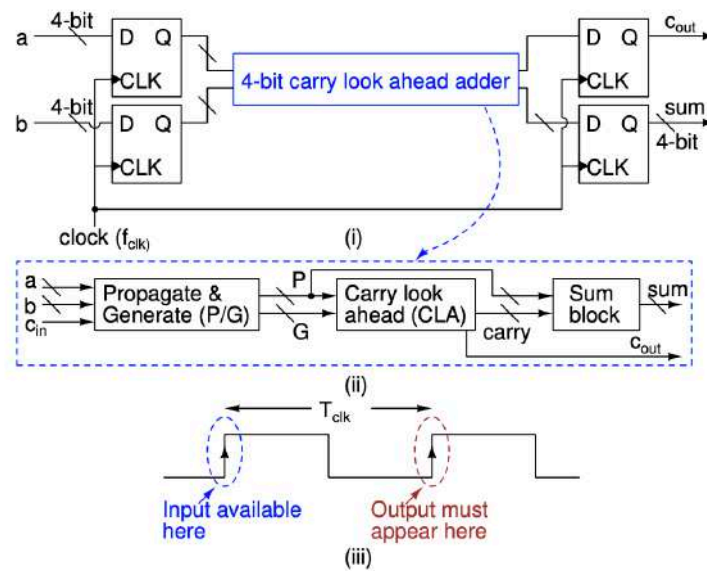 a
4-bit
D Q
CLK
b
4-bit
D Q
CLK
4-bit carry look ahead adder
D Q
CLK
c_out
D Q
CLK
sum
4-bit
clock (f_clk)
(i)
a
b
c_in
Propagate &
Generate (P/G)
P
G
Carry look
ahead (CLA)
carry
Sum
block
sum
c_out
(ii)
T_clk
Input available
here
Output must
appear here
(iii)